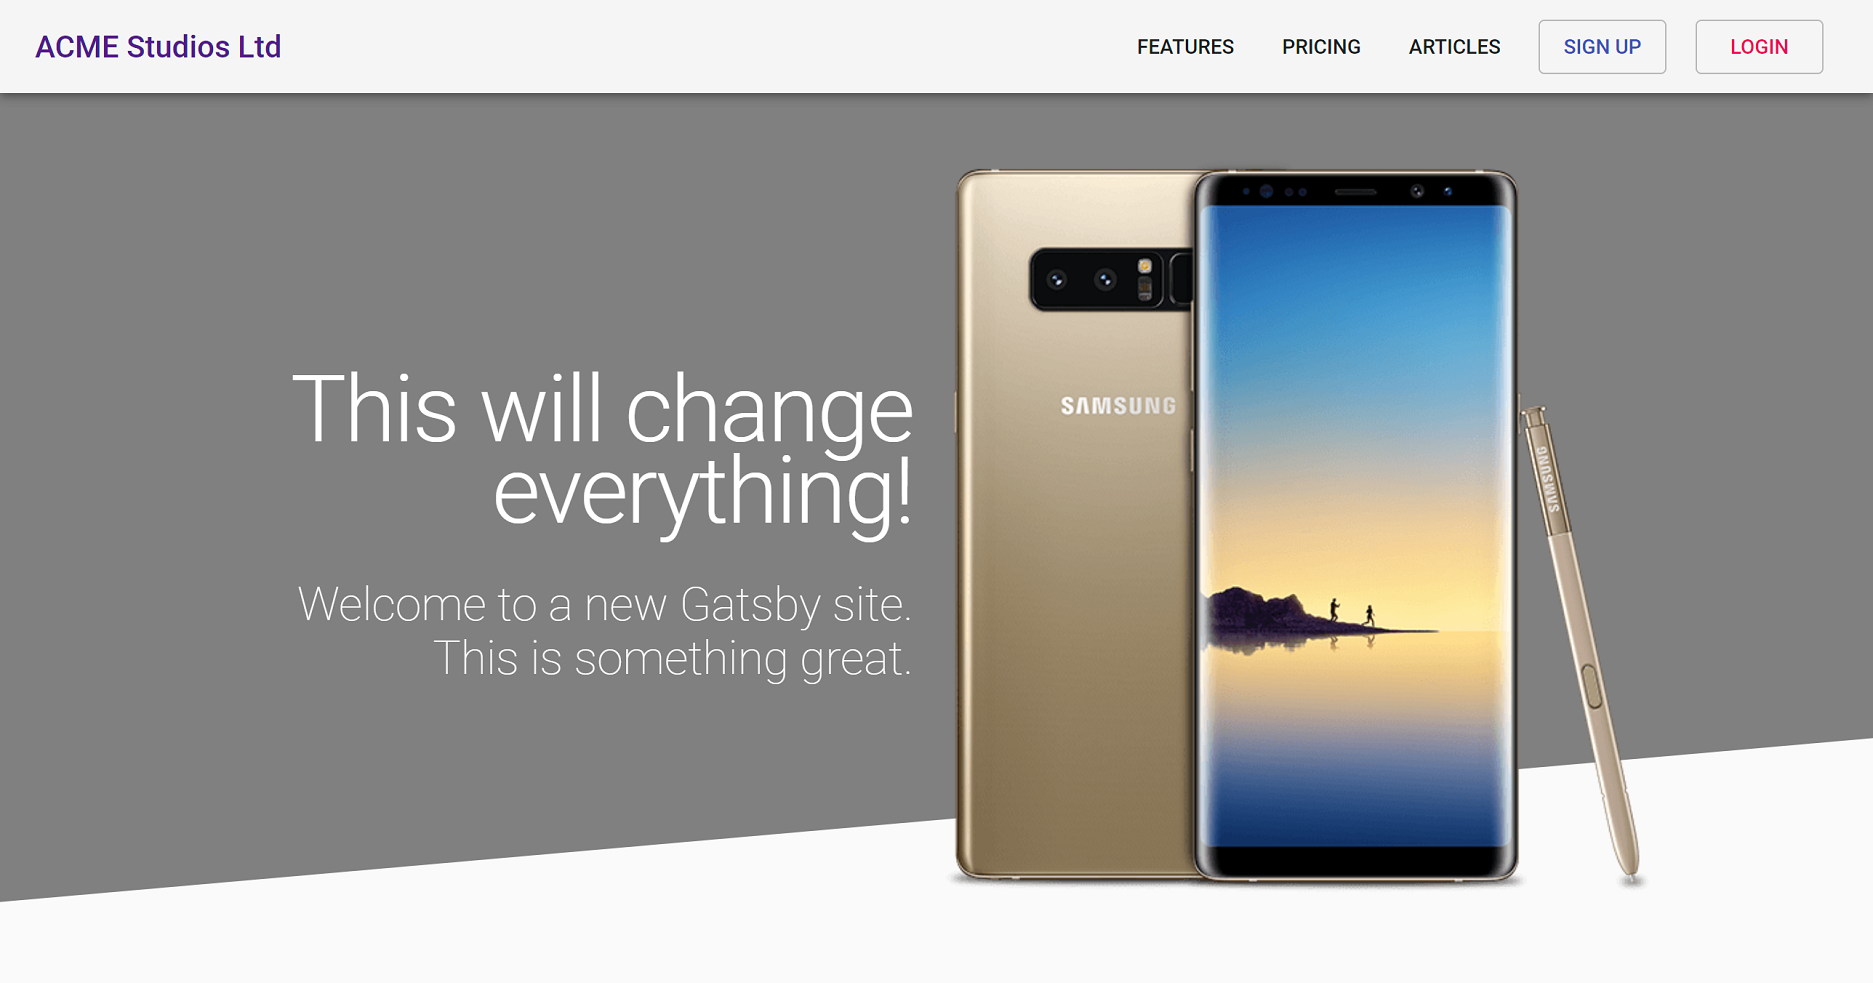 ACME Studios Ltd
FEATURES PRICING ARTICLES SIGN UP LOGIN
This will change
everything!
Welcome to a new Gatsby site.
This is something great.
SAMSUNG
SAMSUNG